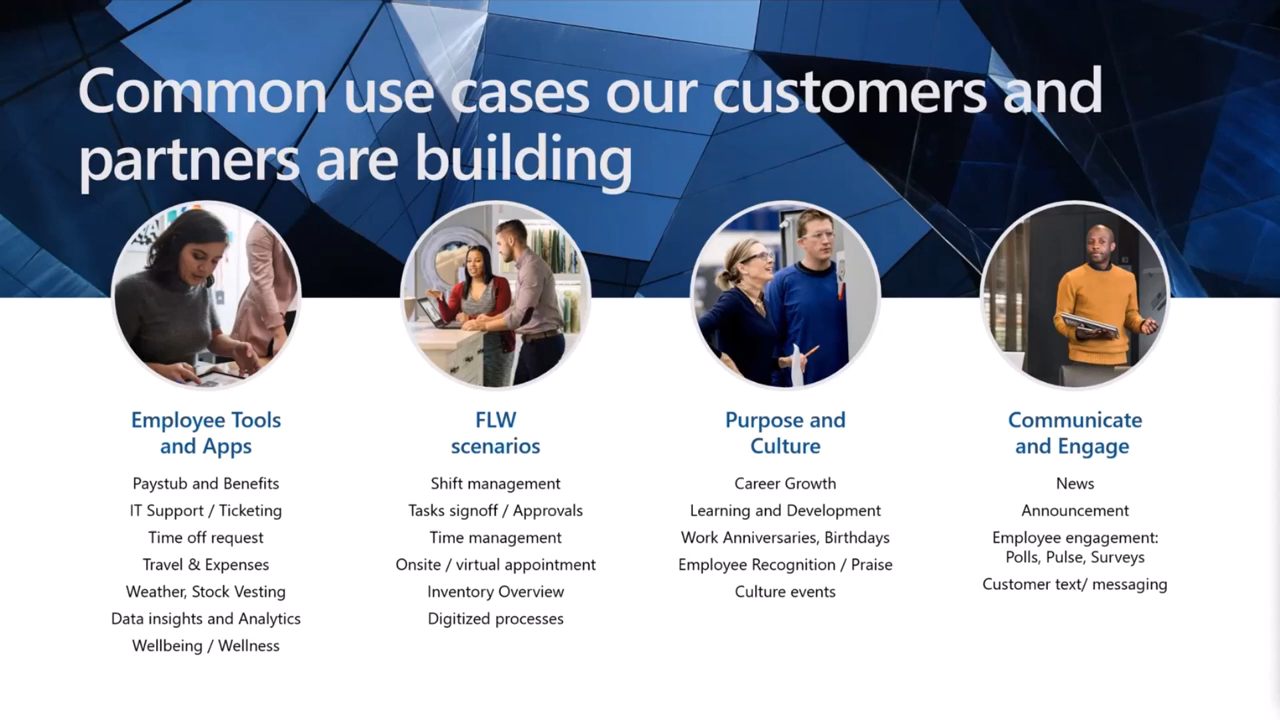 Common use cases our customers and
partners are building
Employee Tools
and Apps
Paystub and Benefits
IT Support / Ticketing
Time off request
Travel & Expenses
Weather, Stock Vesting
Data insights and Analytics
Wellbeing / Wellness
FLW
scenarios
Shift management
Tasks signoff / Approvals
Time management
Onsite / virtual appointment
Inventory Overview
Digitized processes
Purpose and
Culture
Career Growth
Learning and Development
Work Anniversaries, Birthdays
Employee Recognition / Praise
Culture events
Communicate
and Engage
News
Announcement
Employee engagement:
Polls, Pulse, Surveys
Customer text/ messaging